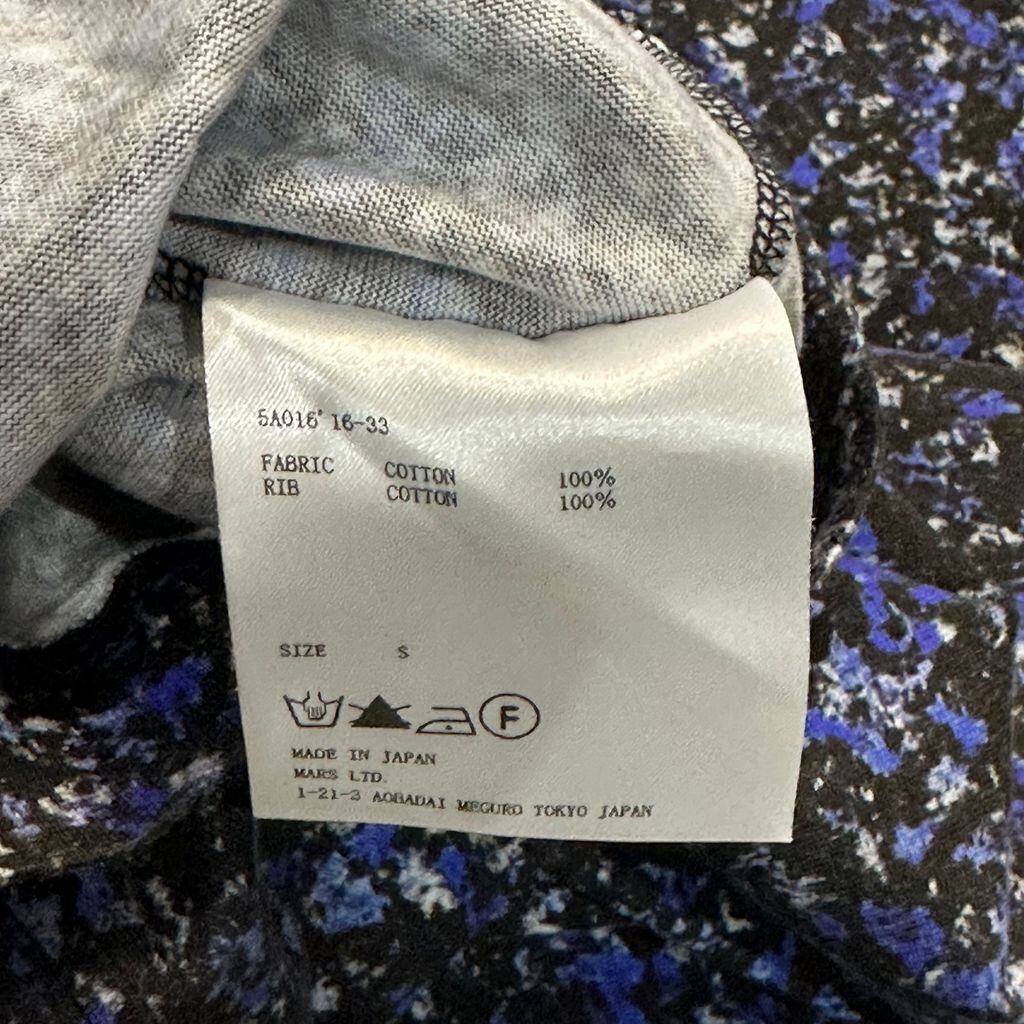 5A016' 16-33
FABRIC COTTON 100%
RIB COTTON 100%
SIZE S
F
MADE IN JAPAN
MARS LTD.
1-21-3 AOBADAI MEGURO TOKYO JAPAN